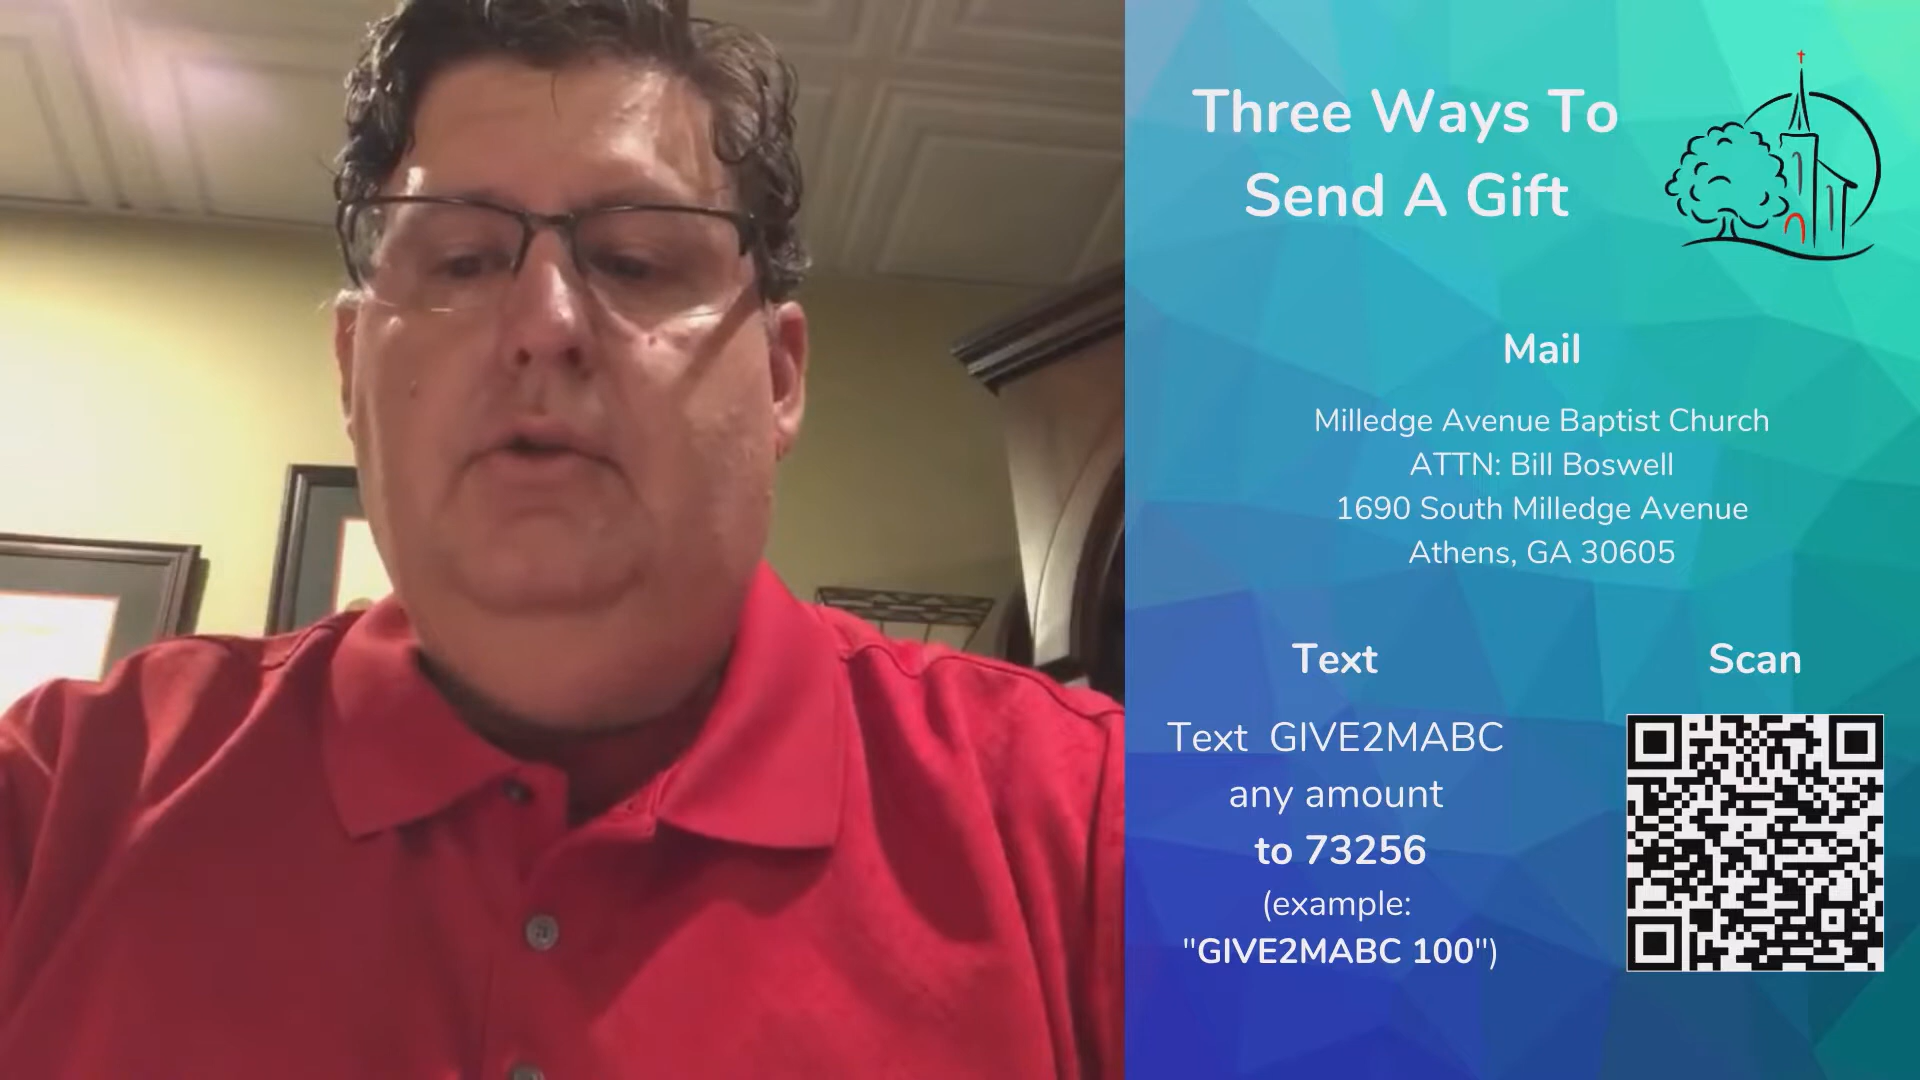 Three Ways To
Send A Gift
Mail
Milledge Avenue Baptist Church
ATTN: Bill Boswell
1690 South Milledge Avenue
Athens, GA 30605
Text
Text GIVE2MABC
any amount
to 73256
(example:
"GIVE2MABC 100")
Scan